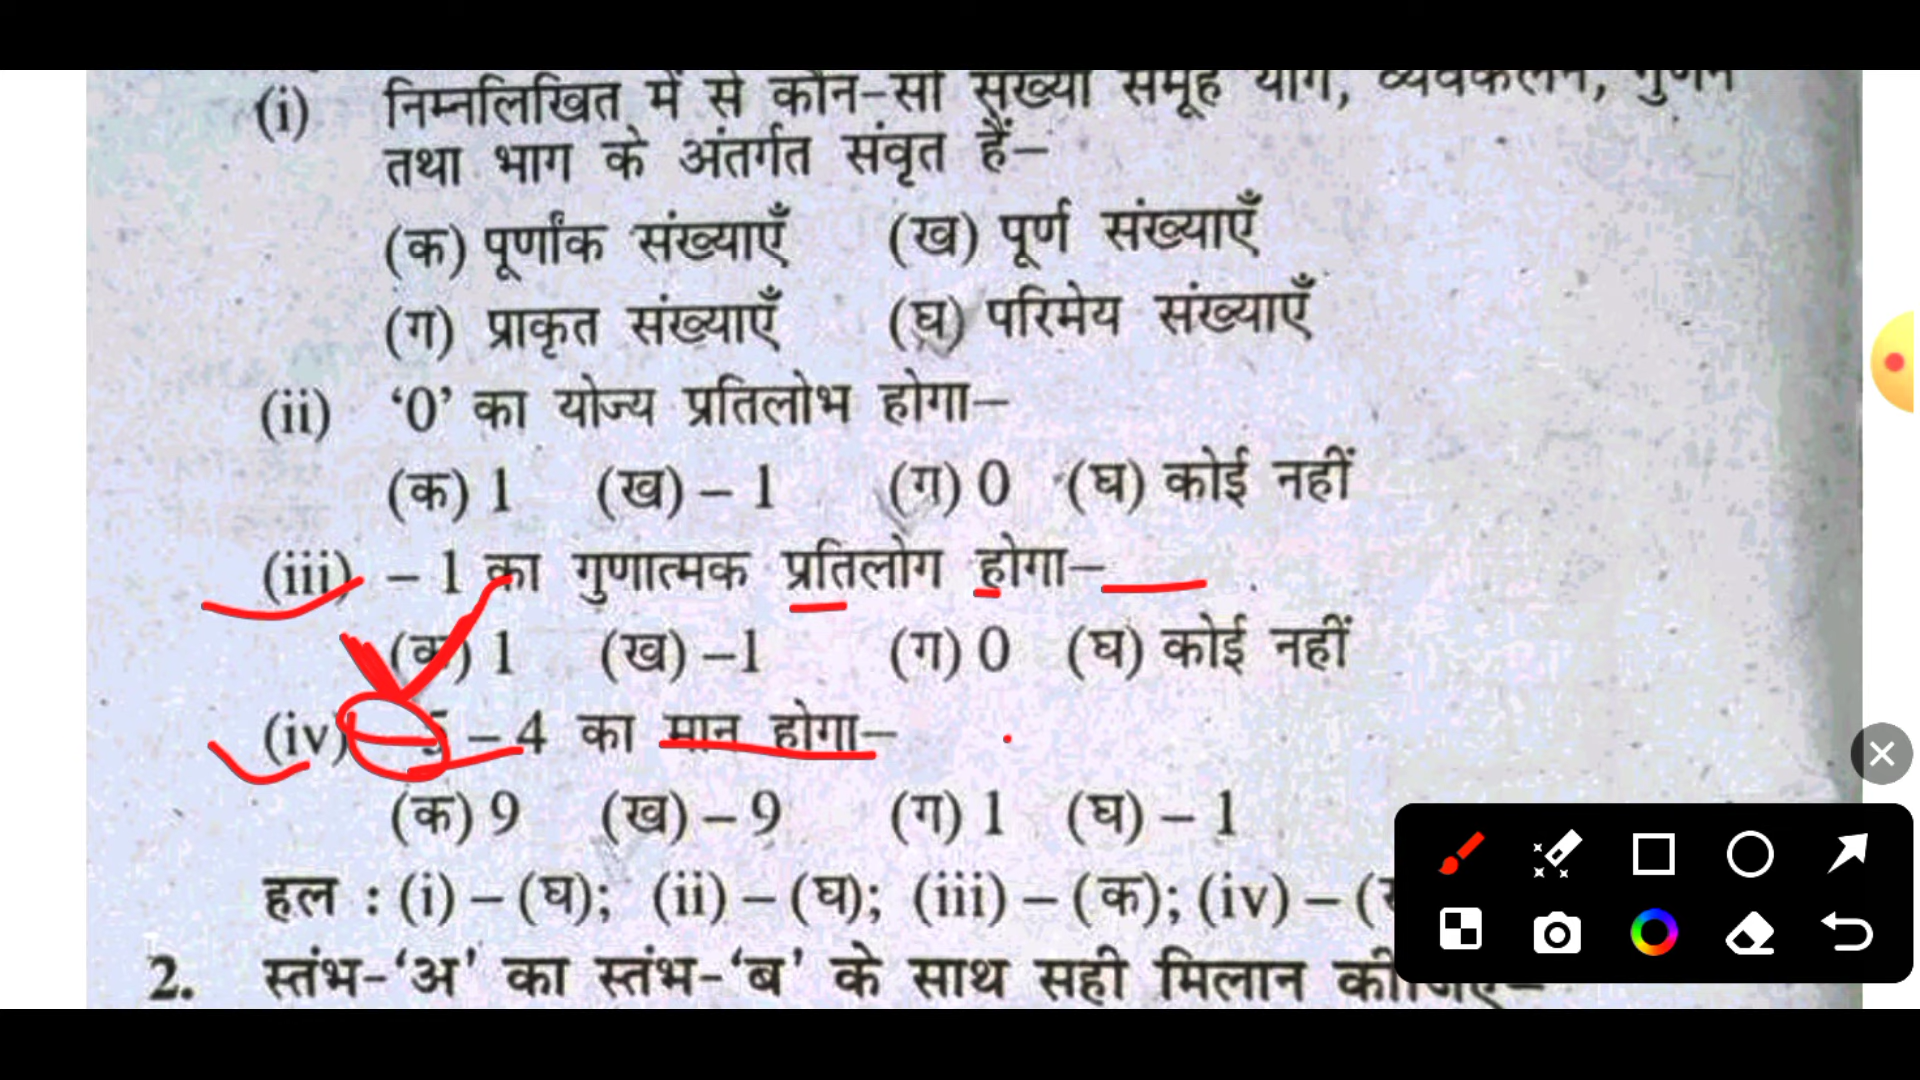 (i) निम्नलिखित में से कौन-सी संख्या समूह योग, व्यवकलन, गुणन
तथा भाग के अंतर्गत संवृत हैं–
(क) पूर्णांक संख्याएँ (ख) पूर्ण संख्याएँ
(ग) प्राकृत संख्याएँ (घ) परिमेय संख्याएँ
(ii) ‘0’ का योज्य प्रतिलोभ होगा–
(क) 1 (ख) – 1 (ग) 0 (घ) कोई नहीं
(iii) – 1 का गुणात्मक प्रतिलोग होगा–
(क) 1 (ख) –1 (ग) 0 (घ) कोई नहीं
(iv) – 5 – 4 का मान होगा–
(क) 9 (ख) – 9 (ग) 1 (घ) – 1
हल : (i) – (घ); (ii) – (घ); (iii) – (क); (iv) – (
2. स्तंभ-‘अ’ का स्तंभ-‘ब’ के साथ सही मिलान कीजिए–